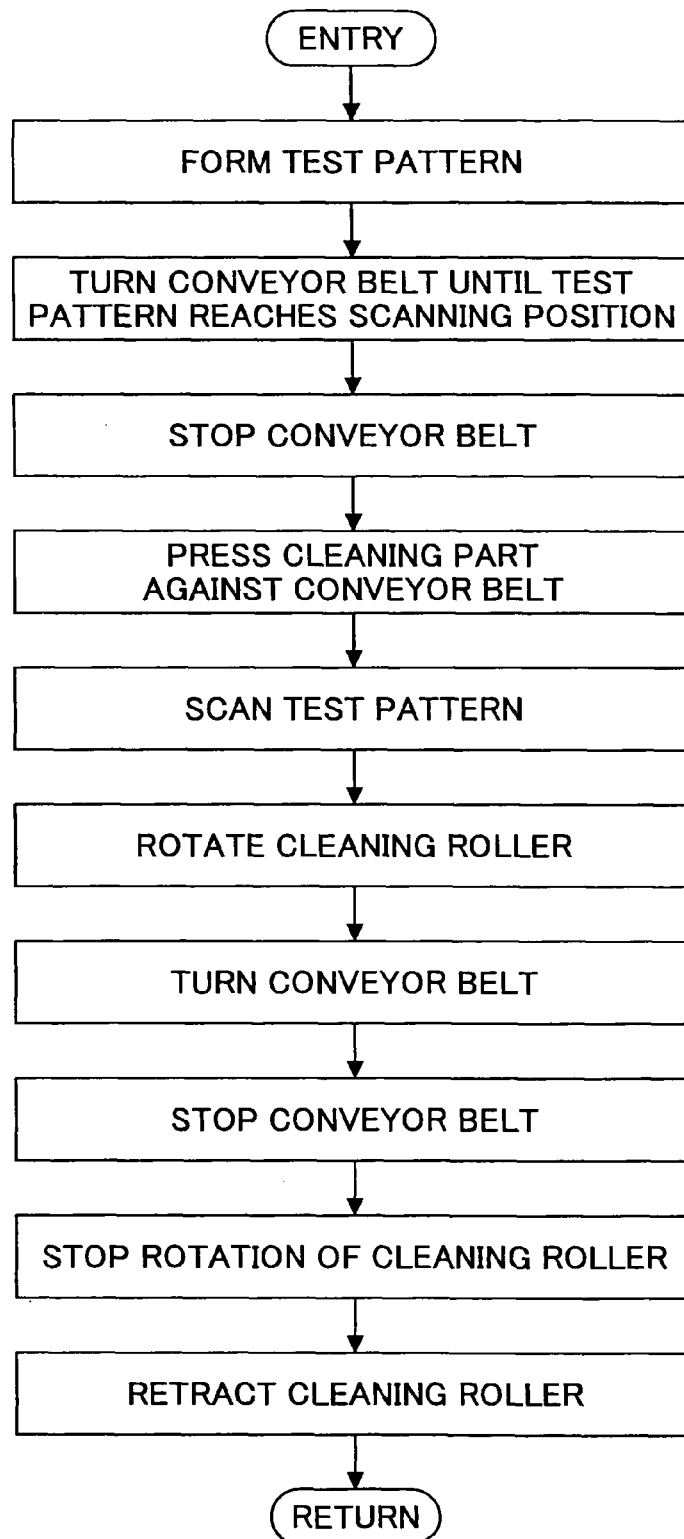 ENTRY
FORM TEST PATTERN
TURN CONVEYOR BELT UNTIL TEST
PATTERN REACHES SCANNING POSITION
STOP CONVEYOR BELT
PRESS CLEANING PART
AGAINST CONVEYOR BELT
SCAN TEST PATTERN
ROTATE CLEANING ROLLER
TURN CONVEYOR BELT
STOP CONVEYOR BELT
STOP ROTATION OF CLEANING ROLLER
RETRACT CLEANING ROLLER
RETURN